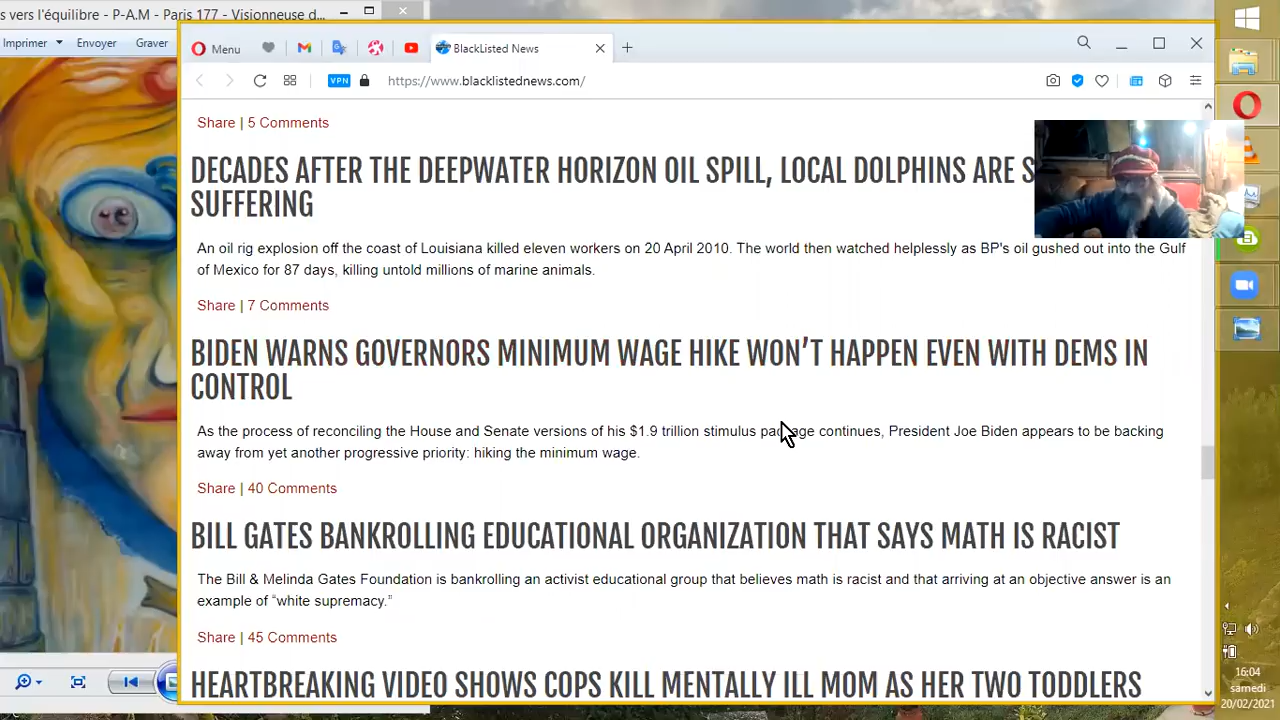 s vers l'équilibre - P-A-M - Paris 177 - Visionneuse d...
Imprimer Envoyer Graver
Menu
BlackListed News
VPN https://www.blacklistednews.com/
Share | 5 Comments
DECADES AFTER THE DEEPWATER HORIZON OIL SPILL, LOCAL DOLPHINS ARE S
SUFFERING
An oil rig explosion off the coast of Louisiana killed eleven workers on 20 April 2010. The world then watched helplessly as BP's oil gushed out into the Gulf
of Mexico for 87 days, killing untold millions of marine animals.
Share | 7 Comments
BIDEN WARNS GOVERNORS MINIMUM WAGE HIKE WON'T HAPPEN EVEN WITH DEMS IN
CONTROL
As the process of reconciling the House and Senate versions of his $1.9 trillion stimulus package continues, President Joe Biden appears to be backing
away from yet another progressive priority: hiking the minimum wage.
Share | 40 Comments
BILL GATES BANKROLLING EDUCATIONAL ORGANIZATION THAT SAYS MATH IS RACIST
The Bill & Melinda Gates Foundation is bankrolling an activist educational group that believes math is racist and that arriving at an objective answer is an
example of “white supremacy.”
Share | 45 Comments
HEARTBREAKING VIDEO SHOWS COPS KILL MENTALLY ILL MOM AS HER TWO TODDLERS
16:04
samedi
20/02/2021